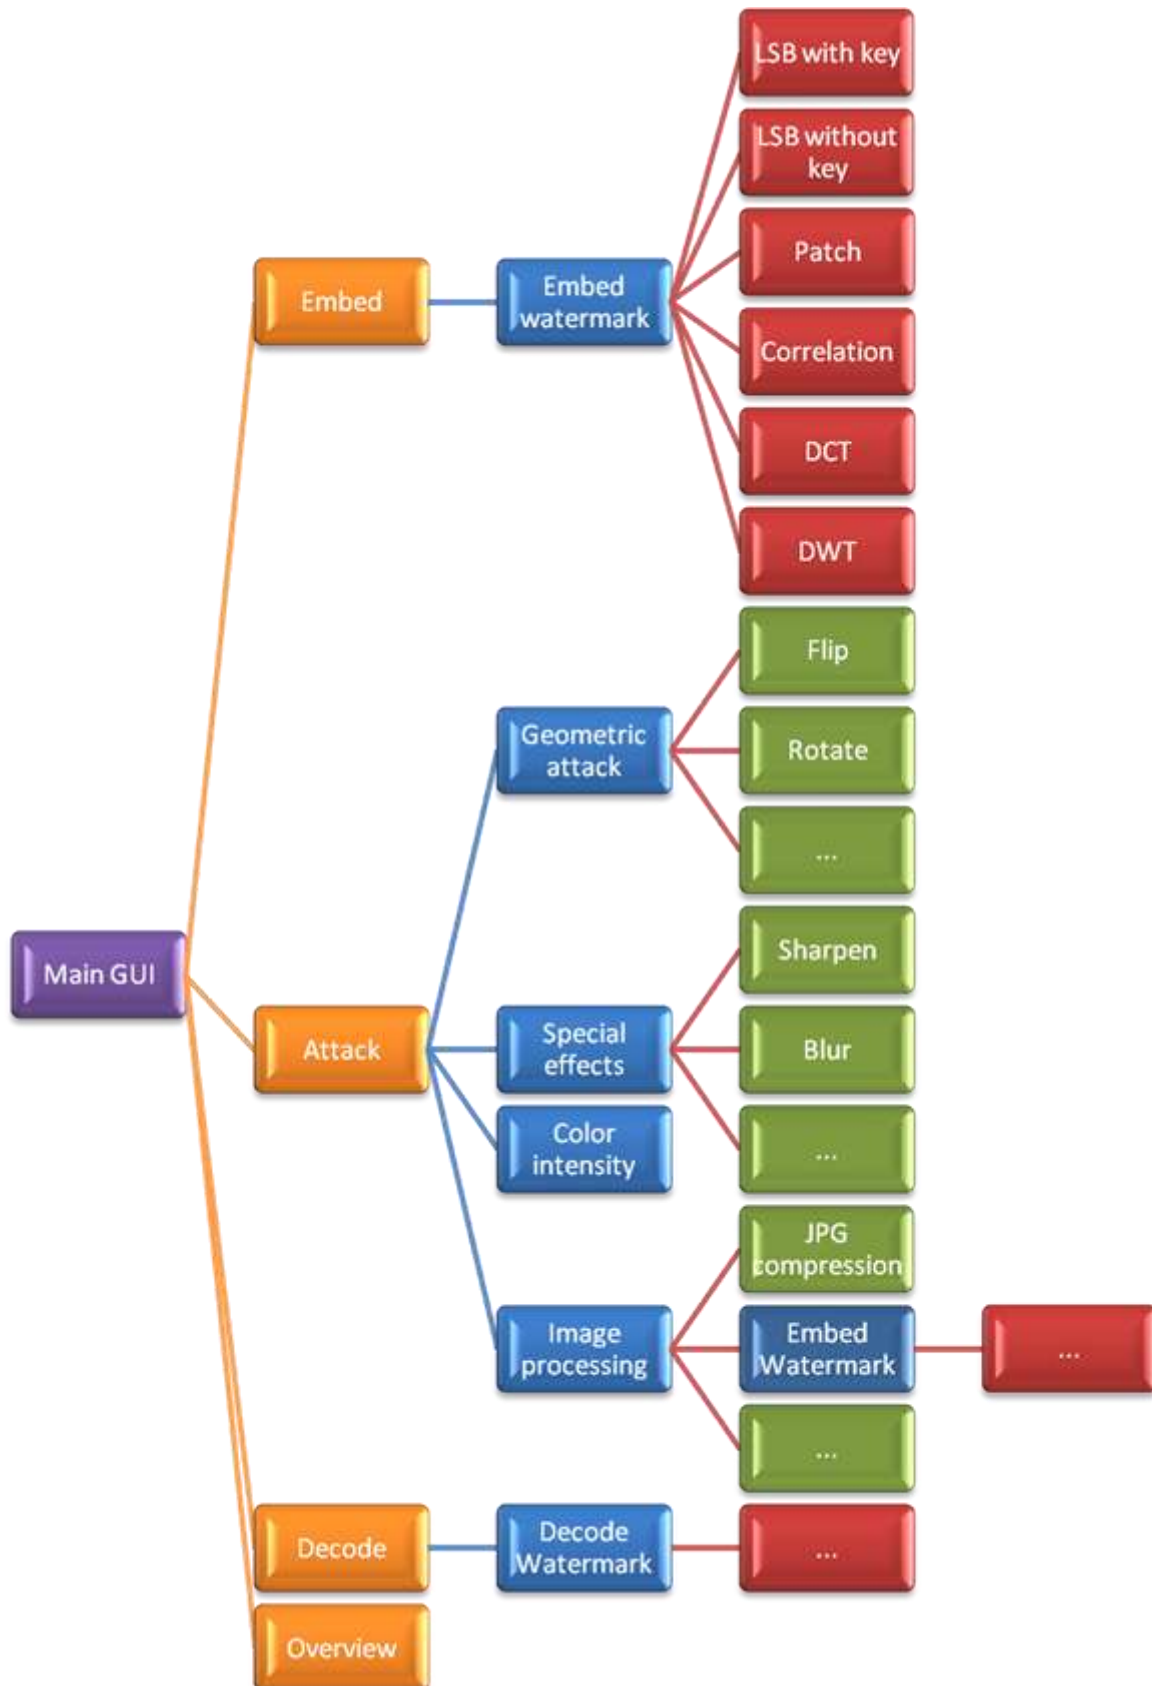 LSB with key
LSB without
key
Patch
Embed
Embed
watermark
Correlation
DCT
DWT
Flip
Geometric
attack
Rotate
...
Main GUI
Sharpen
Attack
Special
effects
Blur
Color
intensity
...
JPG
compression
Image
processing
Embed
Watermark
...
...
Decode
Decode
Watermark
...
Overview